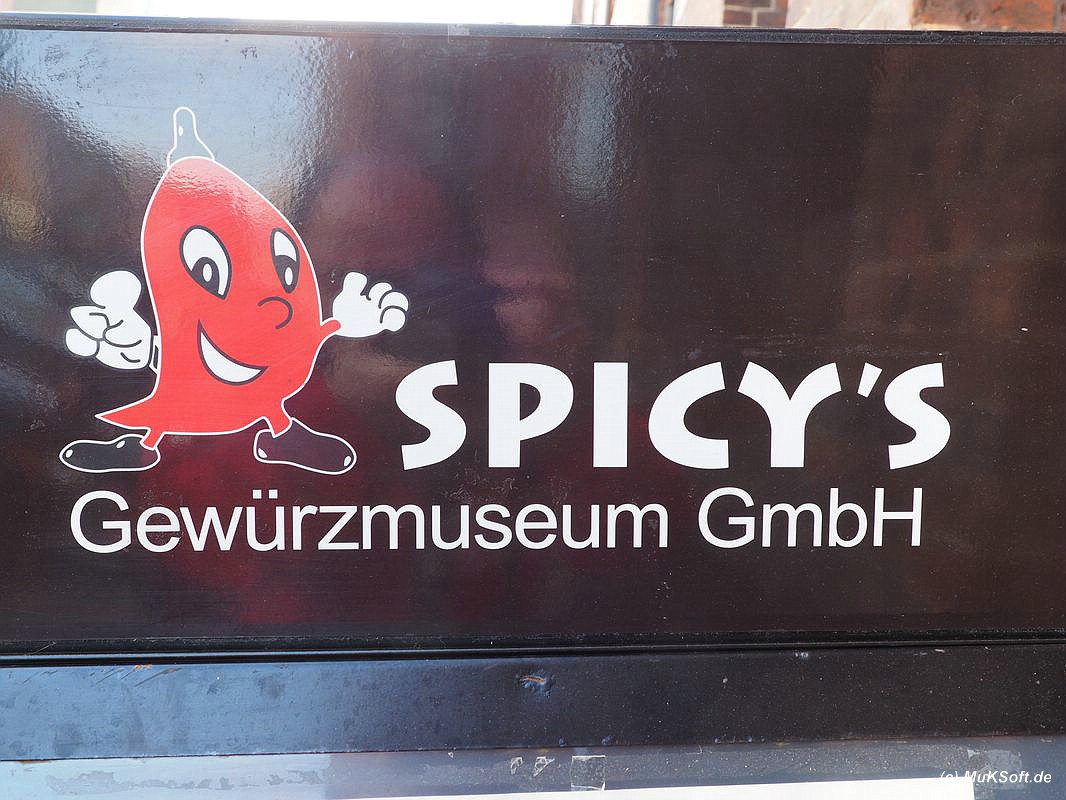 SPICY'S
Gewürzmuseum GmbH
(c) MuKSoft.de